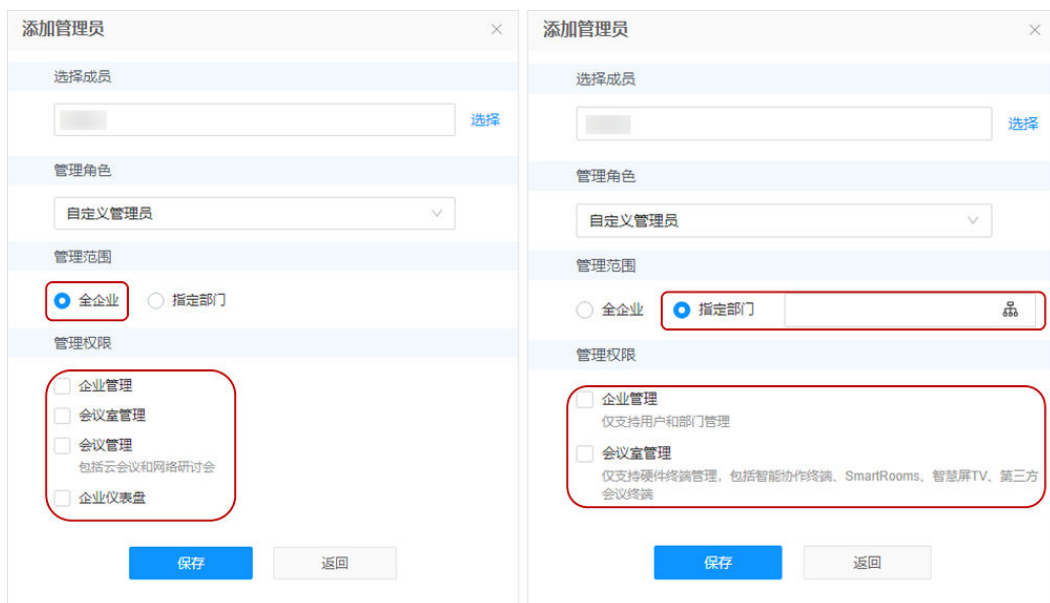 添加管理员
选择成员
选择
管理角色
自定义管理员
管理范围
全企业
指定部门
管理权限
企业管理
会议室管理
会议管理
包括云会议和网络研讨会
企业仪表盘
保存
返回
添加管理员
选择成员
选择
管理角色
自定义管理员
管理范围
全企业
指定部门
管理权限
企业管理
仅支持用户和部门管理
会议室管理
仅支持硬件终端管理，包括智能协作终端、SmartRooms、智慧屏TV、第三方
会议终端
保存
返回